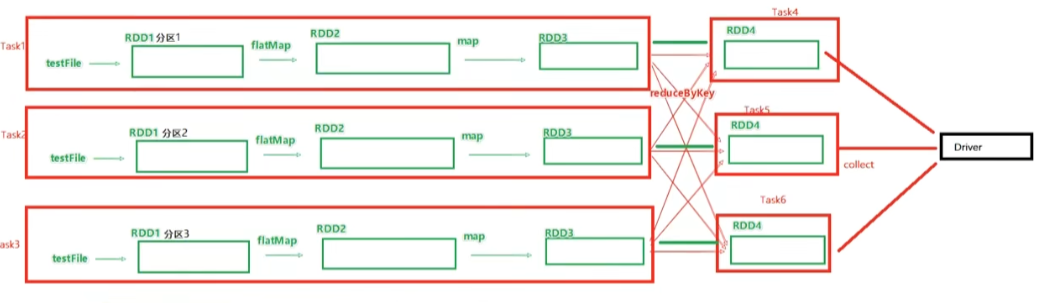 Task4
RDD1 分区1
RDD2
RDD3
RDD4
Task1
testFile
flatMap
map
reduceByKey
Task5
RDD1 分区2
RDD2
RDD3
RDD4
Task2
testFile
flatMap
map
Driver
collect
Task6
RDD1 分区3
RDD2
RDD3
RDD4
ask3
testFile
flatMap
map